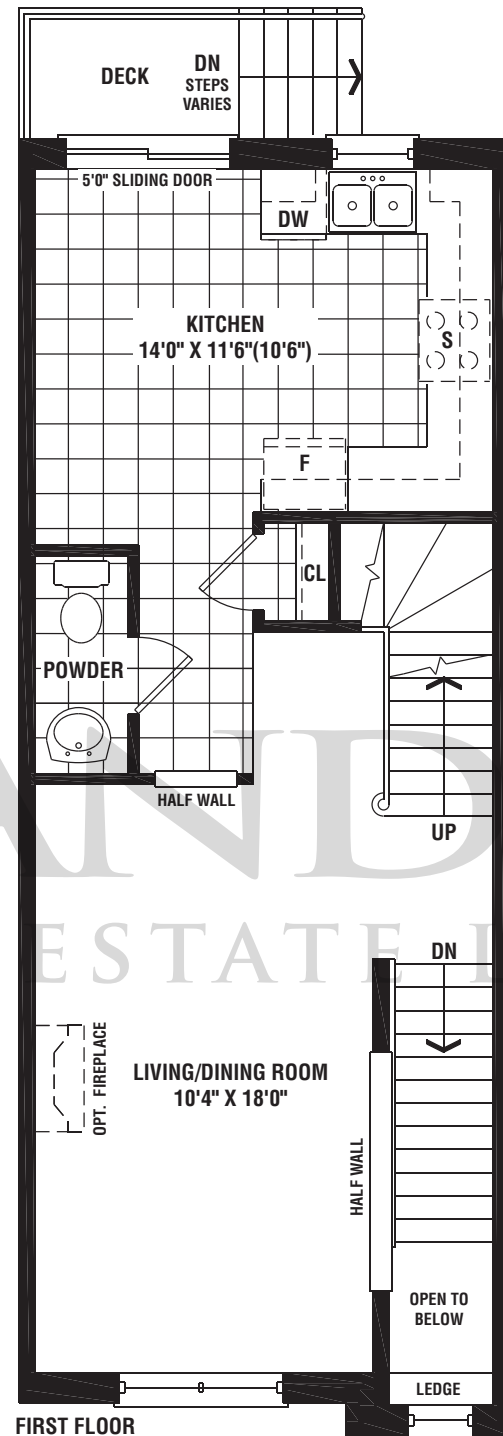 DECK
DN
STEPS
VARIES
5'0" SLIDING DOOR
DW
KITCHEN
14'0" X 11'6"(10'6")
S
F
CL
POWDER
HALF WALL
UP
AND
ESTATE
DN
LIVING/DINING ROOM
10'4" X 18'0"
OPT. FIREPLACE
HALF WALL
OPEN TO
BELOW
LEDGE
FIRST FLOOR